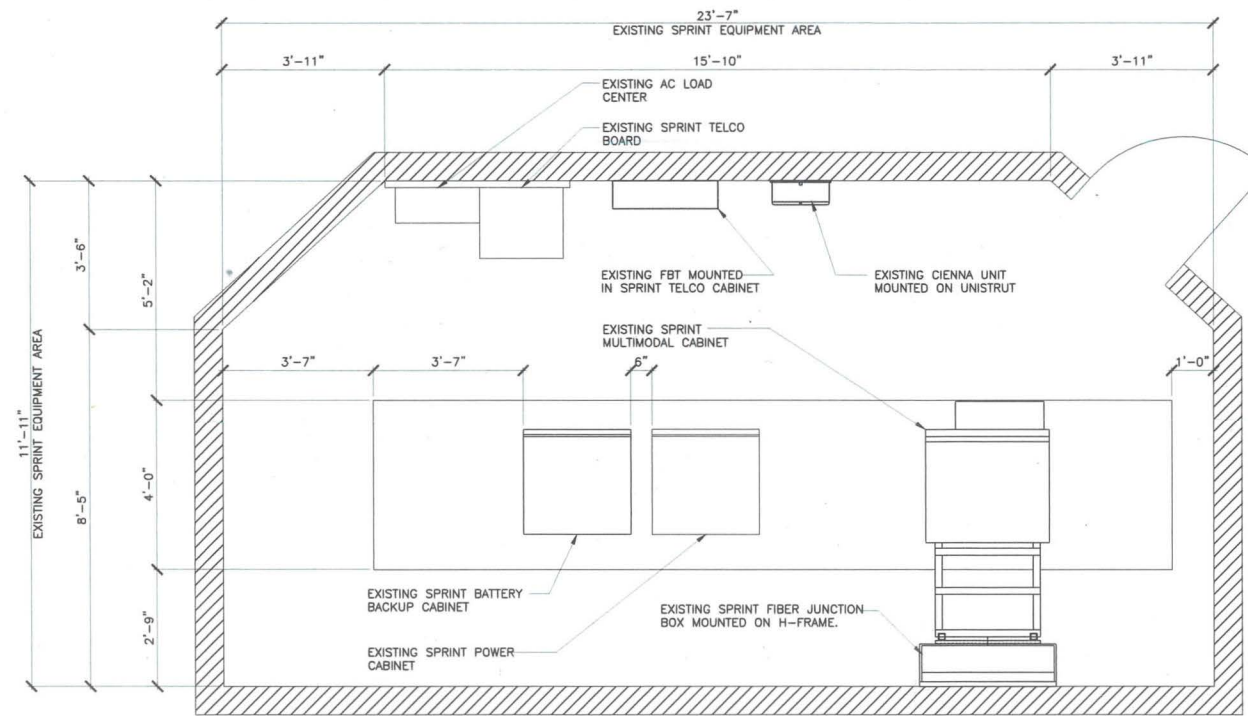 23'-7"
EXISTING SPRINT EQUIPMENT AREA
3'-11"
15'-10"
3'-11"
EXISTING AC LOAD
CENTER
EXISTING SPRINT TELCO
BOARD
EXISTING FBT MOUNTED
IN SPRINT TELCO CABINET
EXISTING CIENNA UNIT
MOUNTED ON UNISTRUT
EXISTING SPRINT
MULTIMODAL CABINET
11'-11"
EXISTING SPRINT EQUIPMENT AREA
3'-6"
8'-5"
5'-2"
4'-0"
2'-9"
3'-7"
3'-7"
6"
1'-0"
EXISTING SPRINT BATTERY
BACKUP CABINET
EXISTING SPRINT FIBER JUNCTION
BOX MOUNTED ON H-FRAME.
EXISTING SPRINT POWER
CABINET